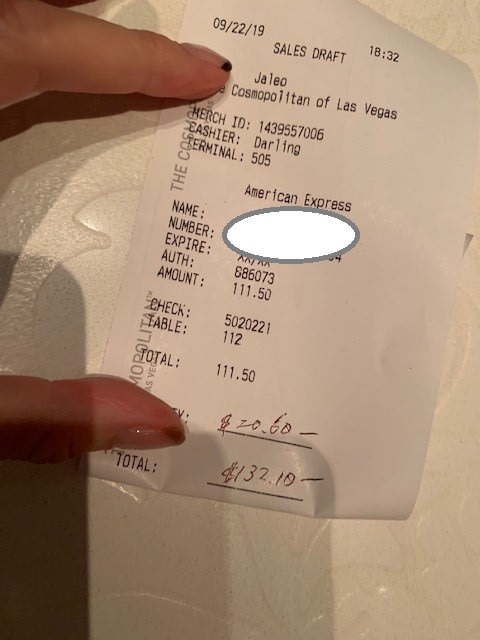 09/22/19 18:32
SALES DRAFT
Jaleo
Cosmopolitan of Las Vegas
MERCH ID: 1439557006
CASHIER: Darling
TERMINAL: 505
American Express
NAME:
NUMBER:
EXPIRE: XX/XX
AUTH: 686073
AMOUNT: 111.50
CHECK: 5020221
TABLE: 112
TOTAL: 111.50
$20.60 —
TOTAL: $132.10 —